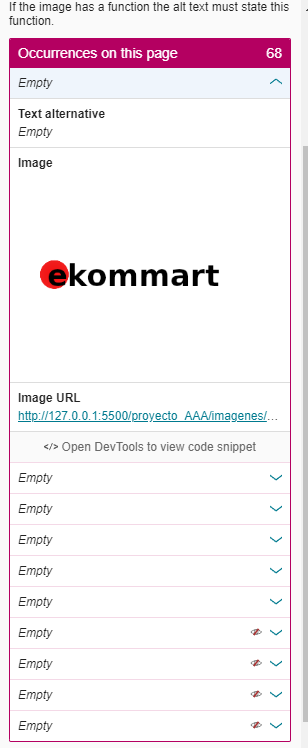 If the image has a function the alt text must state this
function.
Occurrences on this page 68
Empty
Text alternative
Empty
Image
ekommart
Image URL
http://127.0.0.1:5500/proyecto_AAA/imagenes/...
</> Open DevTools to view code snippet
Empty
Empty
Empty
Empty
Empty
Empty
Empty
Empty
Empty